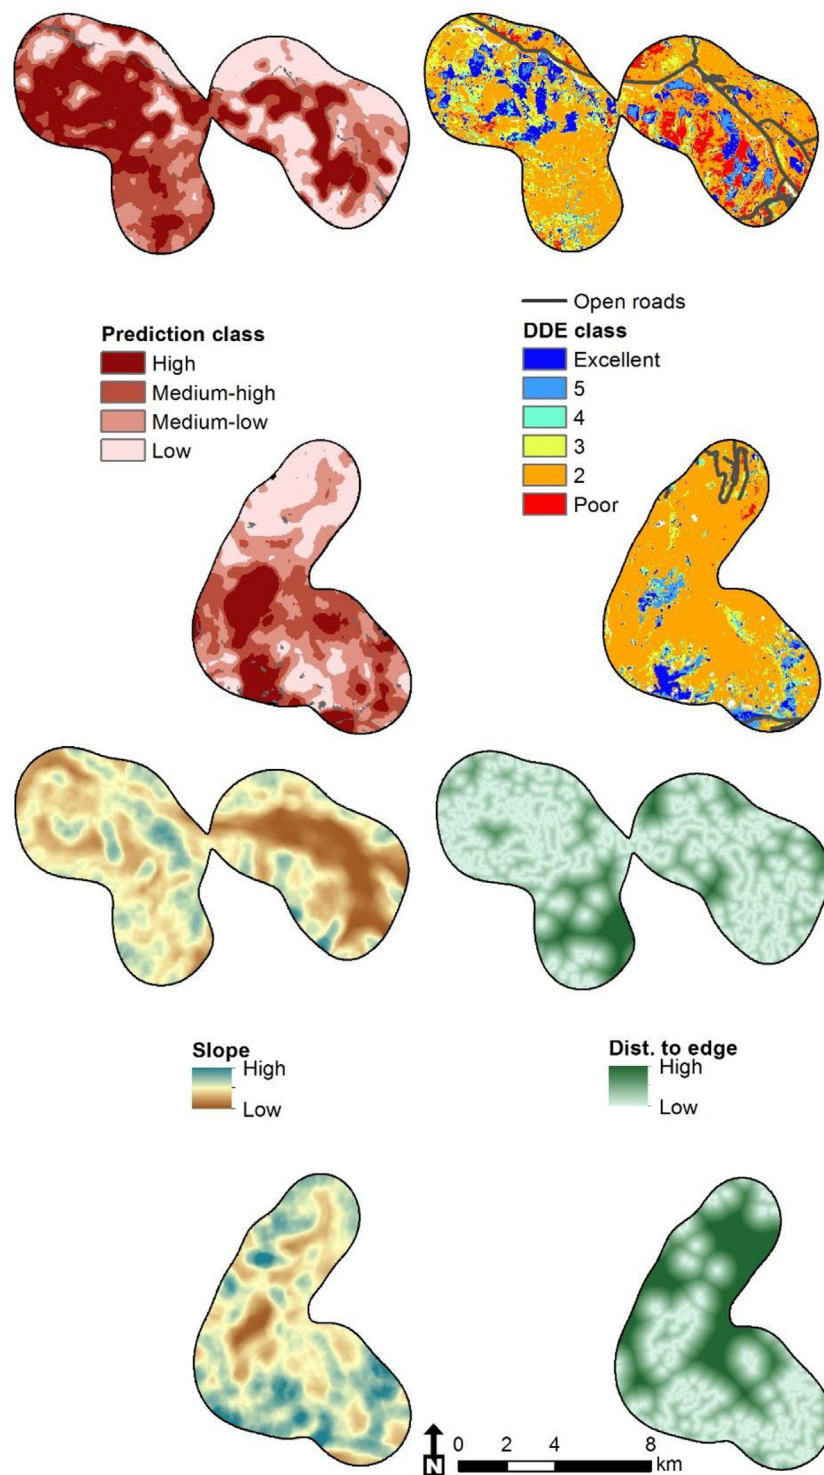 Open roads
Prediction class
High
Medium-high
Medium-low
Low
DDE class
Excellent
5
4
3
2
Poor
Slope
High
Low
Dist. to edge
High
Low
N
0 2 4 8
km